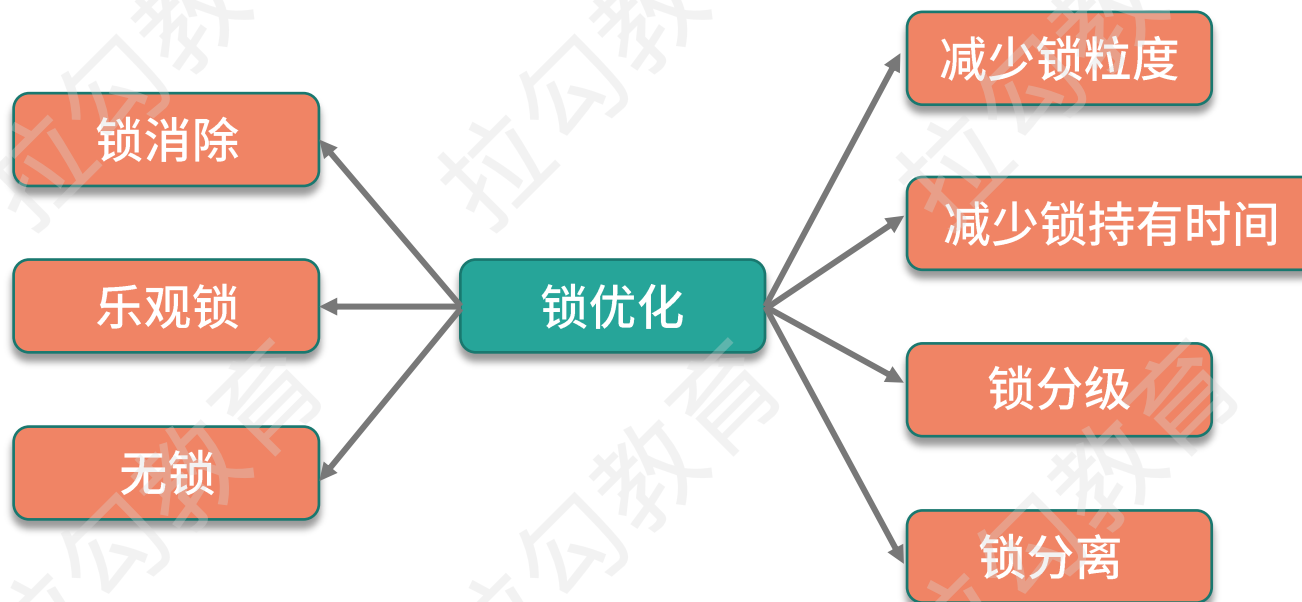 锁消除
乐观锁
无锁
锁优化
减少锁粒度
减少锁持有时间
锁分级
锁分离
拉勾教育